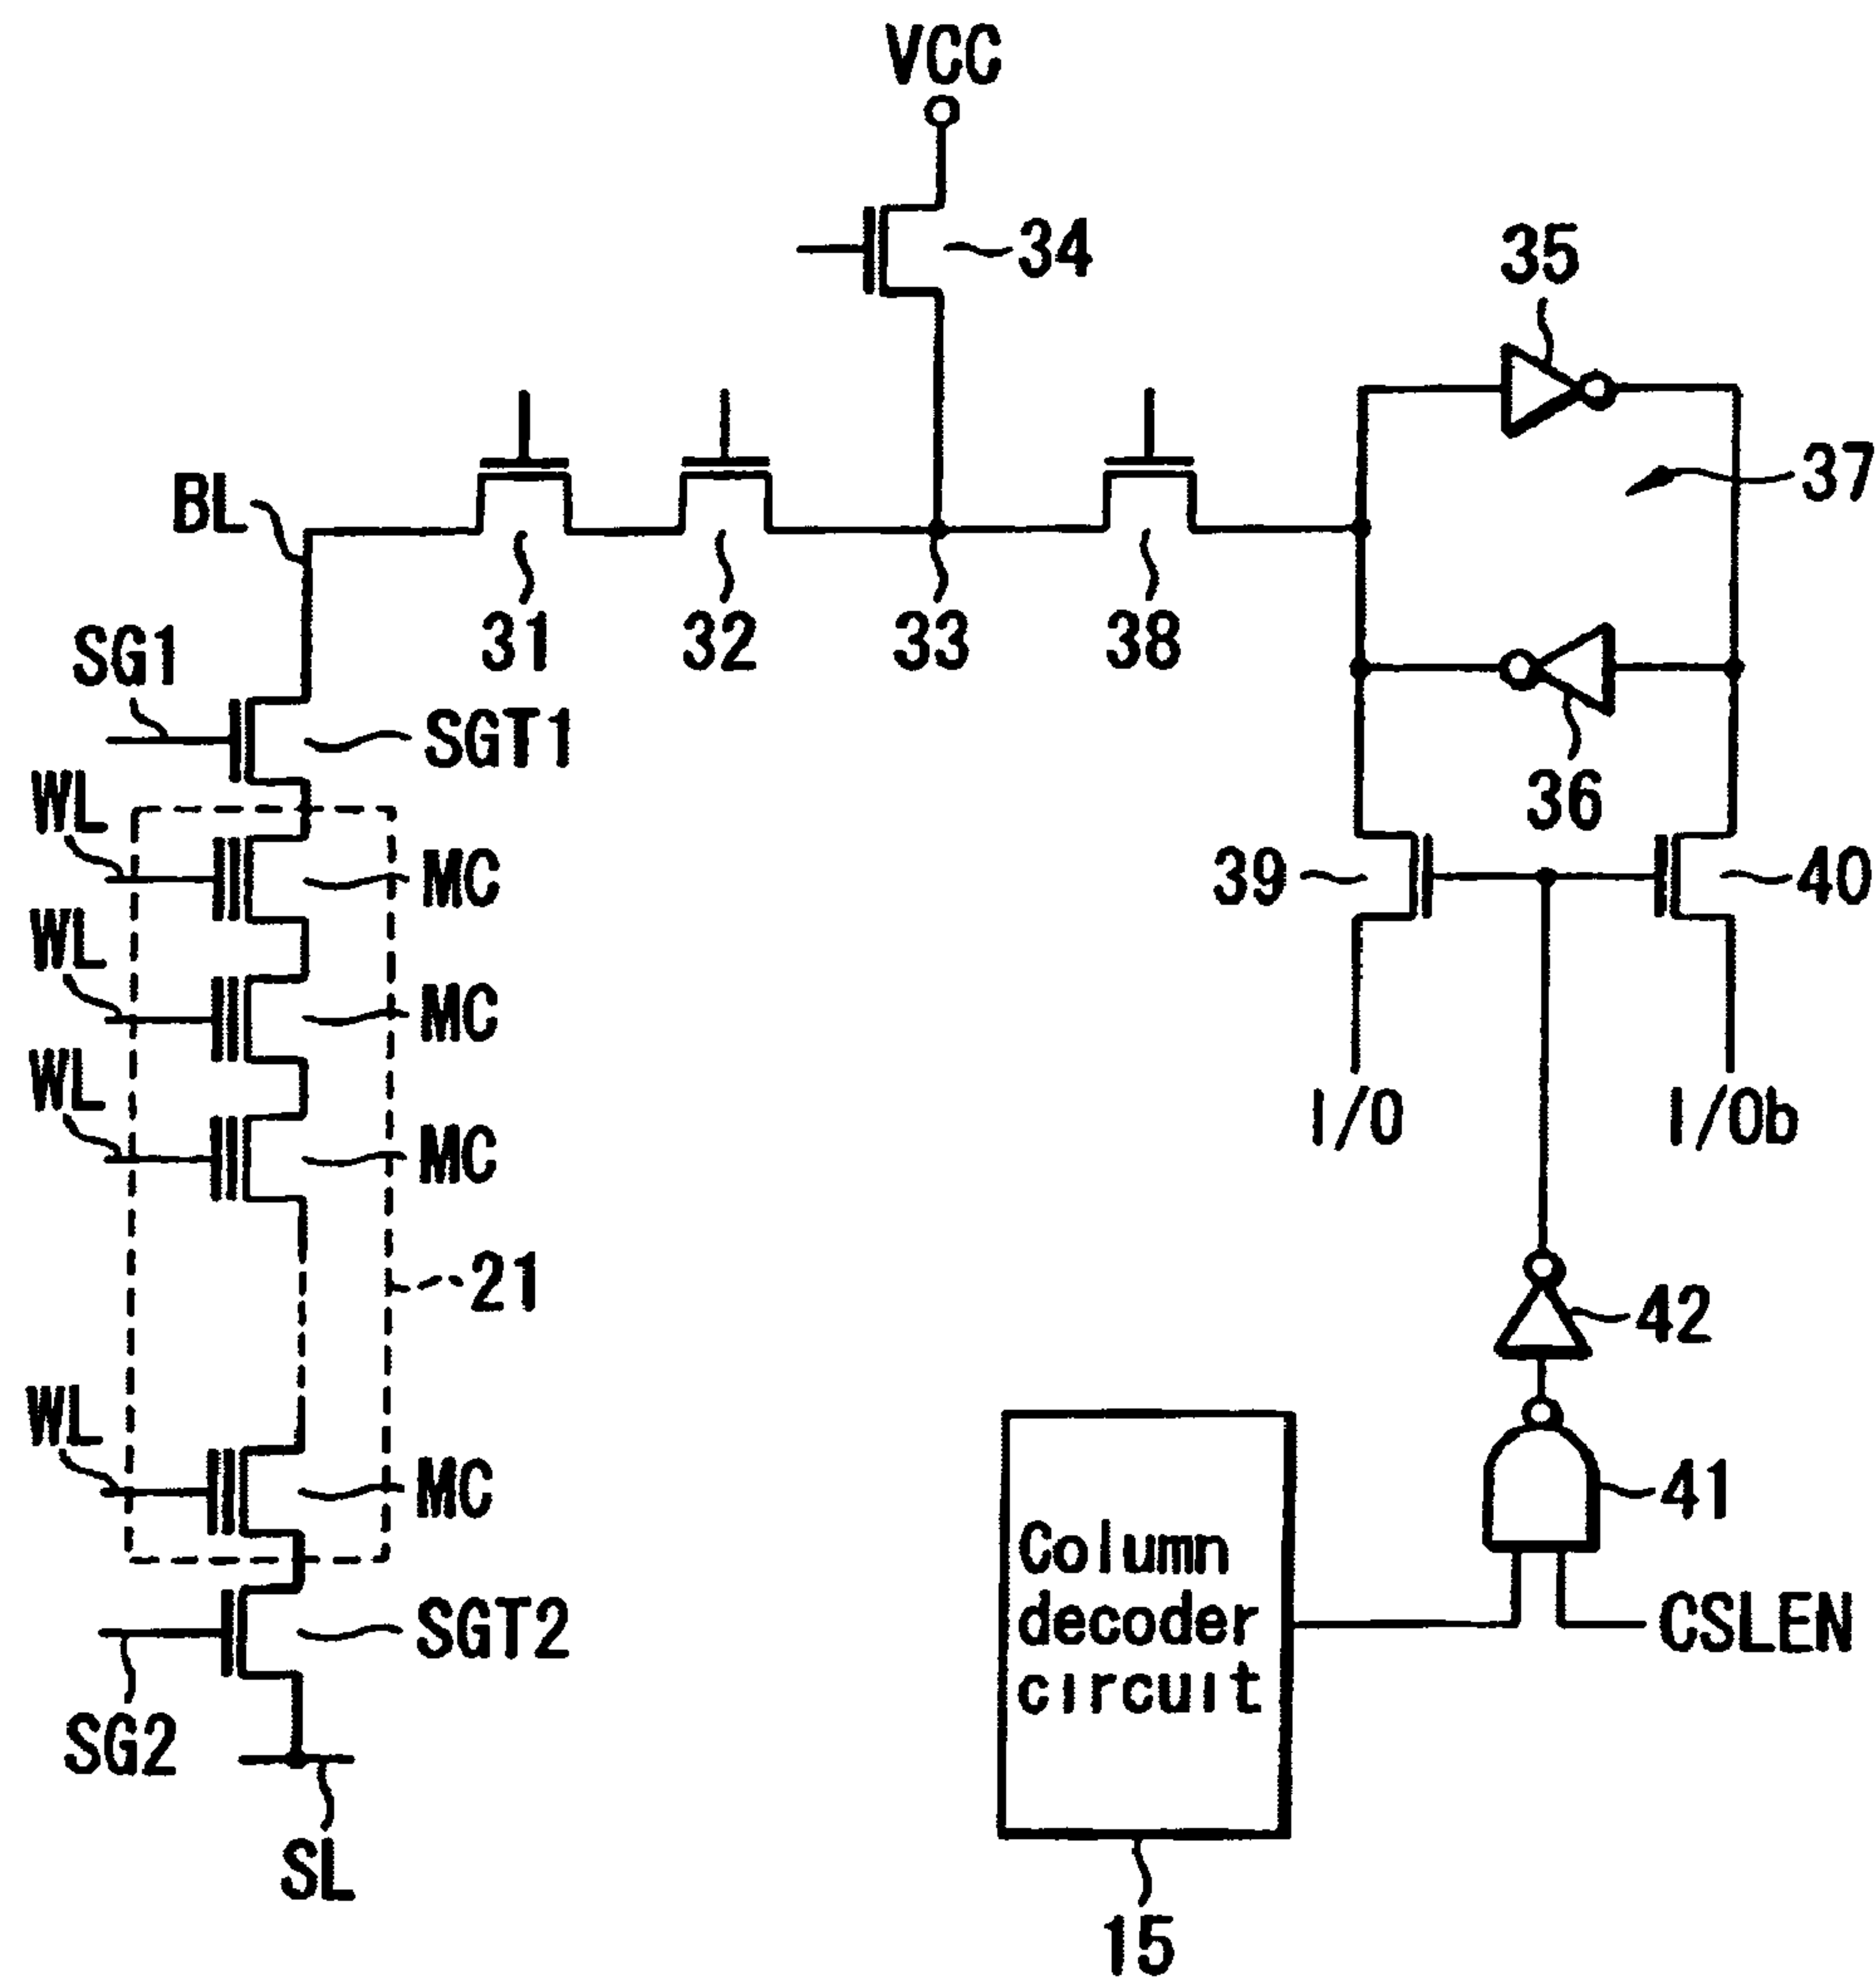 VCC
34
35
37
BL
31
32
33
38
SG1
SGT1
36
WL
MC
39
40
WL
MC
WL
MC
I/O
I/Ob
21
42
WL
MC
41
Column
decoder
circuit
SGT2
CSLEN
SG2
SL
15